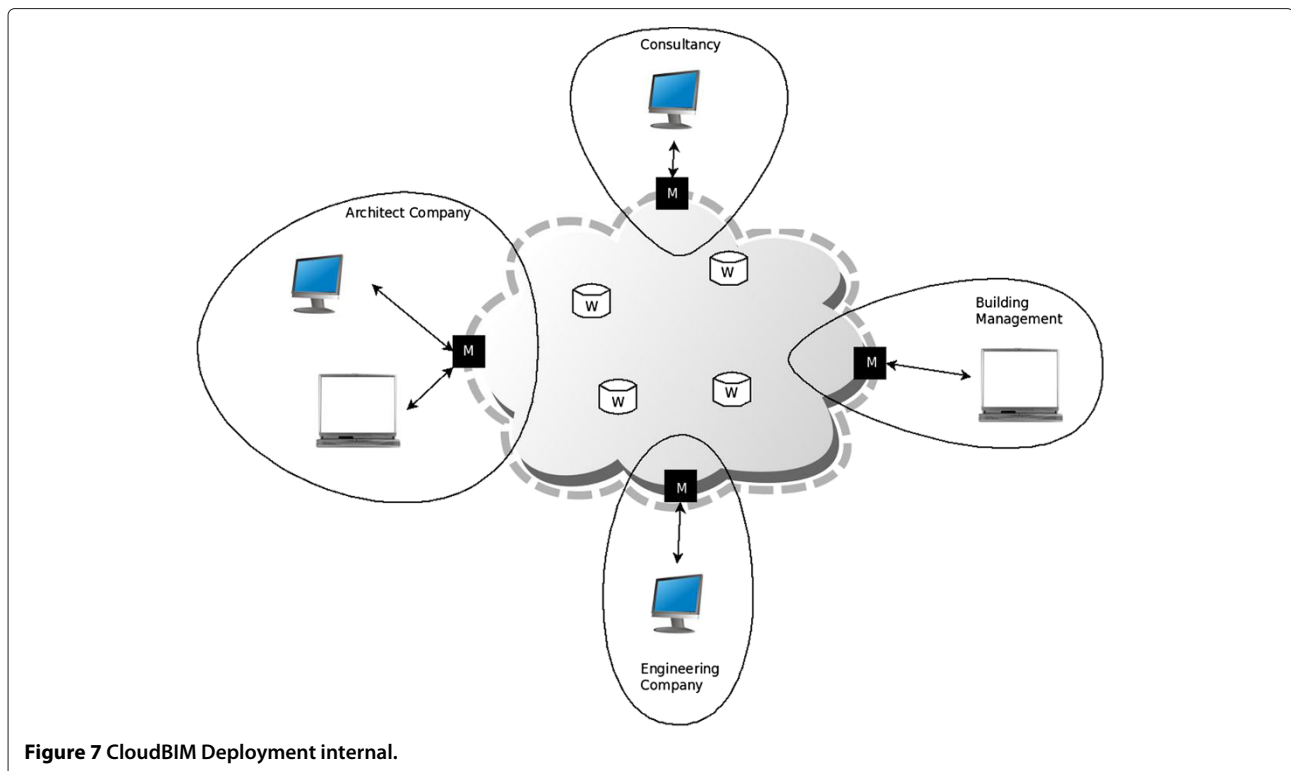 Consultancy
M
Architect Company
W
W
Building
Management
M
M
W
W
M
Engineering
Company
Figure 7 CloudBIM Deployment internal.